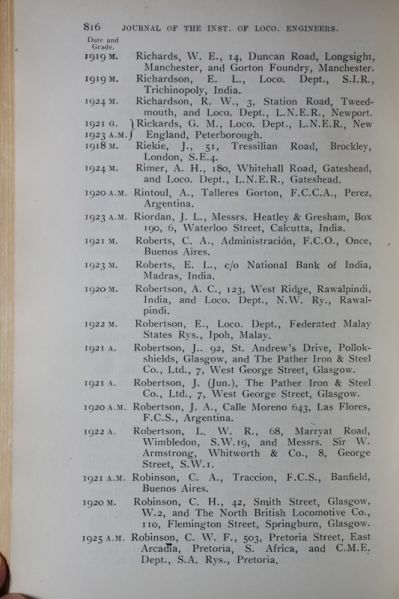 816 JOURNAL OF THE INST. OF LOCO. ENGINEERS.
Date and
Grade.
1919 M. Richards, W. E., 14, Duncan Road, Longsight,
Manchester, and Gorton Foundry, Manchester.
1919 M. Richardson, E. L., Loco. Dept., S.I.R.,
Trichinopoly, India.
1924 M. Richardson, R. W., 3, Station Road, Tweed-
mouth, and Loco. Dept., L.N.E.R., Newport.
1921 G. } Rickards, G. M., Loco. Dept., L.N.E.R., New
1923 A.M. } England, Peterborough.
1918 M. Riekie, J., 51, Tressilian Road, Brockley,
London, S.E.4.
1924 M. Rimer, A. H., 180, Whitehall Road, Gateshead,
and Loco. Dept., L.N.E.R., Gateshead.
1920 A.M. Rintoul, A., Talleres Gorton, F.C.C.A., Perez,
Argentina.
1923 A.M. Riordan, J. L., Messrs. Heatley & Gresham, Box
190, 6, Waterloo Street, Calcutta, India.
1921 M. Roberts, C. A., Administración, F.C.O., Once,
Buenos Aires.
1923 M. Roberts, E. L., c/o National Bank of India,
Madras, India.
1920 M. Robertson, A. C., 123, West Ridge, Rawalpindi,
India, and Loco. Dept., N.W. Ry., Rawal-
pindi.
1922 M. Robertson, E., Loco. Dept., Federated Malay
States Rys., Ipoh, Malay.
1921 A. Robertson, J.. 92, St. Andrew's Drive, Pollok-
shields, Glasgow, and The Pather Iron & Steel
Co., Ltd., 7, West George Street, Glasgow.
1921 A. Robertson, J. (Jun.), The Pather Iron & Steel
Co., Ltd., 7, West George Street, Glasgow.
1920 A.M. Robertson, J. A., Calle Moreno 643, Las Flores,
F.C.S., Argentina.
1922 A. Robertson, L. W. R., 68, Marryat Road,
Wimbledon, S.W.19, and Messrs. Sir W.
Armstrong, Whitworth & Co., 8, George
Street, S.W.1.
1921 A.M. Robinson, C. A., Traccion, F.C.S., Banfield,
Buenos Aires.
1920 M. Robinson, C. H., 42, Smith Street, Glasgow,
W.2, and The North British Locomotive Co.,
110, Flemington Street, Springburn, Glasgow.
1925 A.M. Robinson, C. W. F., 503, Pretoria Street, East
Arcadia, Pretoria, S. Africa, and C.M.E.
Dept., S.A. Rys., Pretoria.